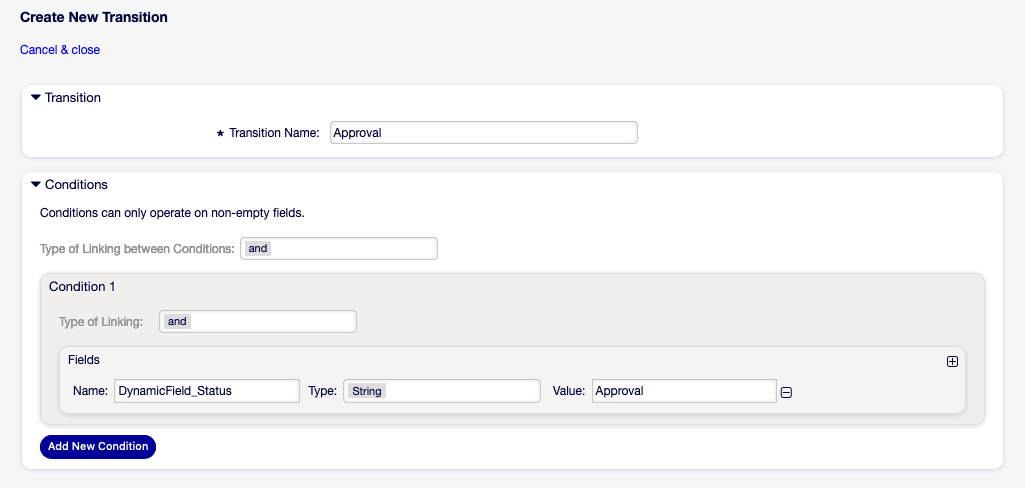 Create New Transition
Cancel & close
Transition
* Transition Name: Approval
Conditions
Conditions can only operate on non-empty fields.
Type of Linking between Conditions: and
Condition 1
Type of Linking: and
Fields
Name: DynamicField_Status Type: String Value: Approval
Add New Condition